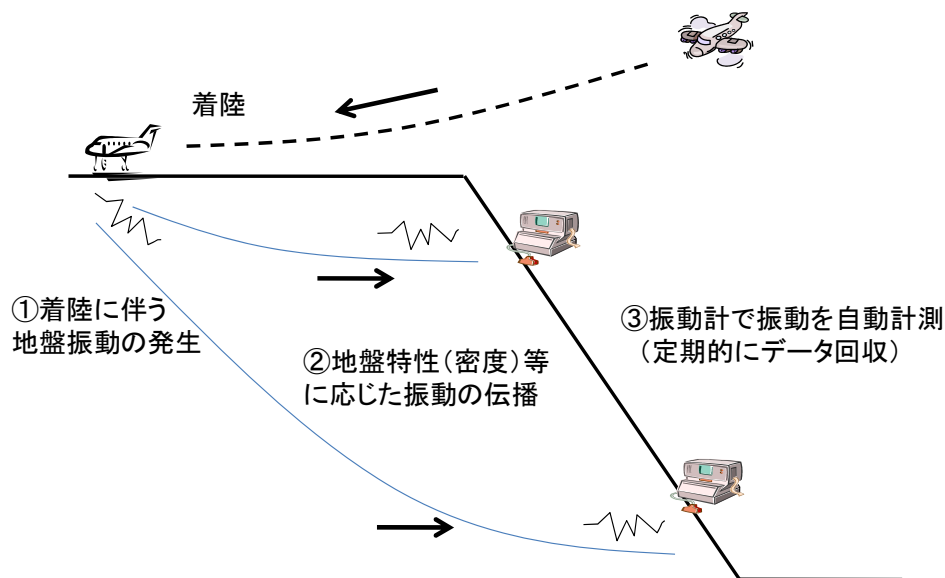 着陸
①着陸に伴う
地盤振動の発生
②地盤特性(密度)等
に応じた振動の伝播
③振動計で振動を自動計測
(定期的にデータ回収)